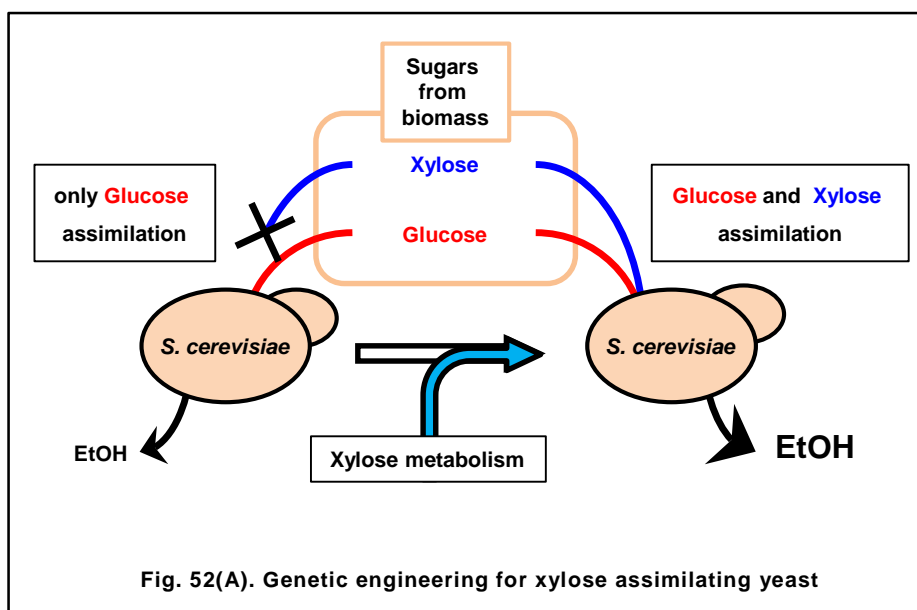 Sugars
from
biomass
Xylose
Glucose
only Glucose
assimilation
Glucose and Xylose
assimilation
S. cerevisiae
S. cerevisiae
EtOH
EtOH
Xylose metabolism
Fig. 52(A). Genetic engineering for xylose assimilating yeast